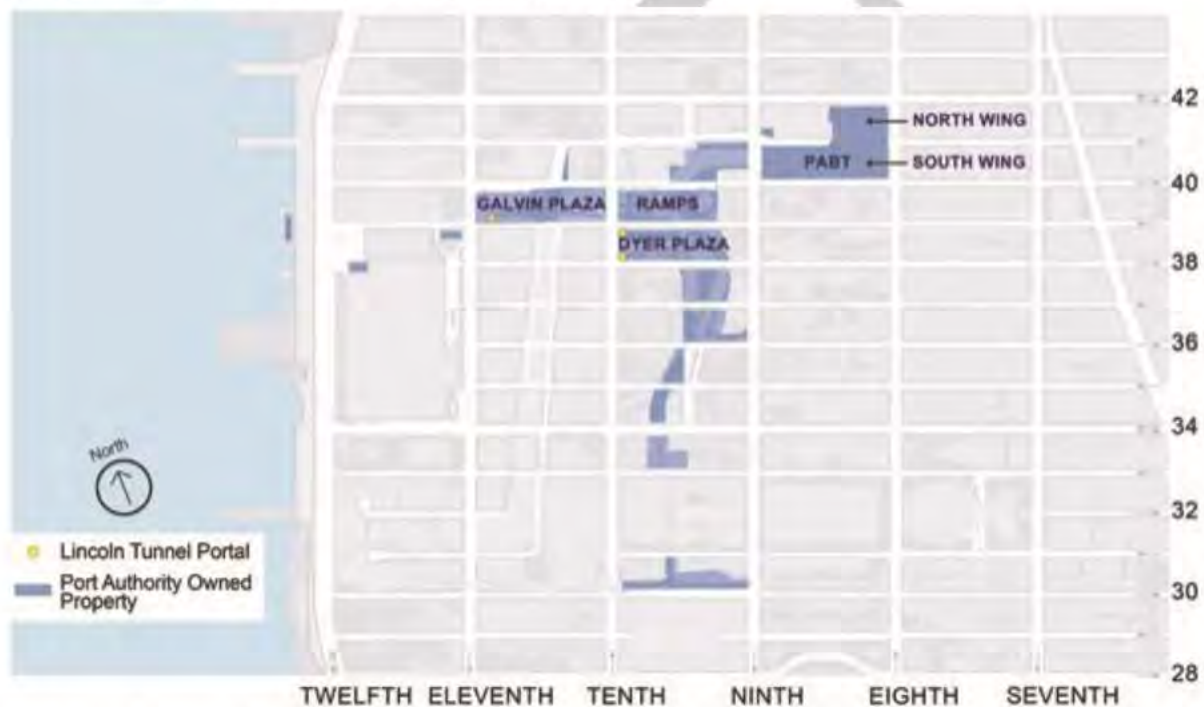 42
NORTH WING
PABT
SOUTH WING
40
GALVIN PLAZA
RAMPS
DYER PLAZA
38
36
34
North
32
Lincoln Tunnel Portal
Port Authority Owned
Property
30
28
TWELFTH ELEVENTH TENTH NINTH EIGHTH SEVENTH